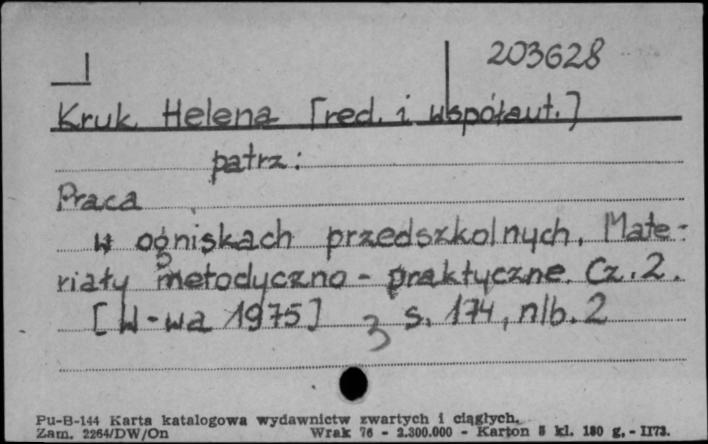 203628
Kruk Helena [red. i współaut.]
patrz:
Praca
w ogniskach przedszkolnych. Mate-
riały metodyczno - praktyczne. Cz. 2.
[W-wa 1975] s. 174, nlb. 2
Pu-B-144 Karta katalogowa wydawnictw zwartych i ciągłych.
Zam. 2264/DW/On Wrak 76 - 2.300.000 - Karton 5 kl. 180 g. - II73.